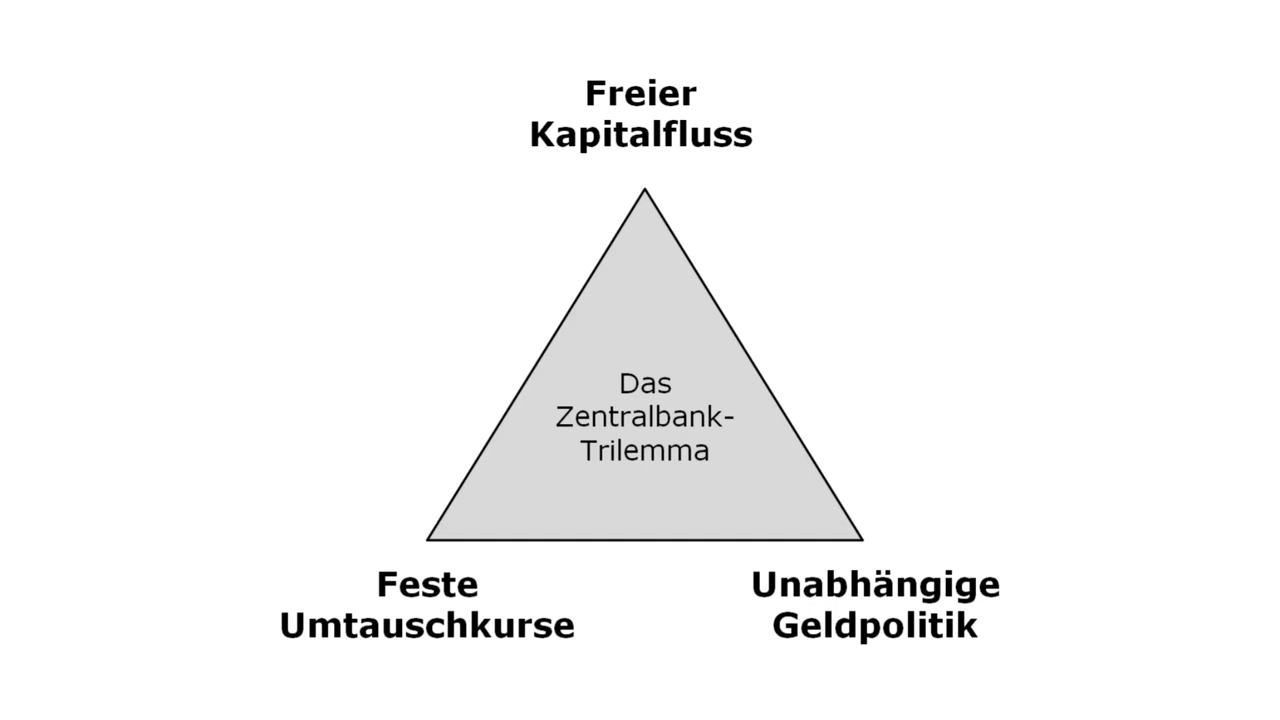 Freier
Kapitalfluss
Das
Zentralbank-
Trilemma
Feste
Umtauschkurse
Unabhängige
Geldpolitik